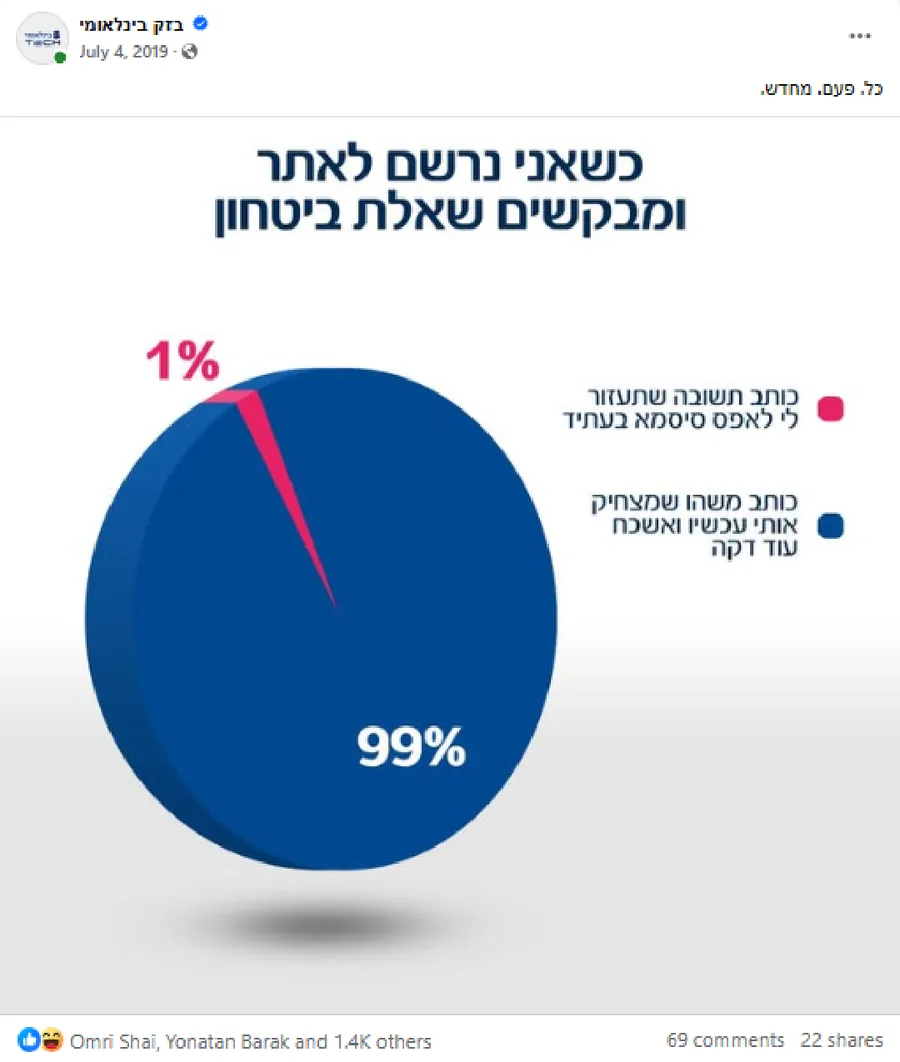 בזק בינלאומי
July 4, 2019 ·
כל. פעם. מחדש.
כשאני נרשם לאתר
ומבקשים שאלת ביטחון
1%
כותב תשובה שתעזור
לי לאפס סיסמא בעתיד
כותב משהו שמצחיק
אותי עכשיו ואשכח
עוד דקה
99%
Omri Shai, Yonatan Barak and 1.4K others
69 comments 22 shares